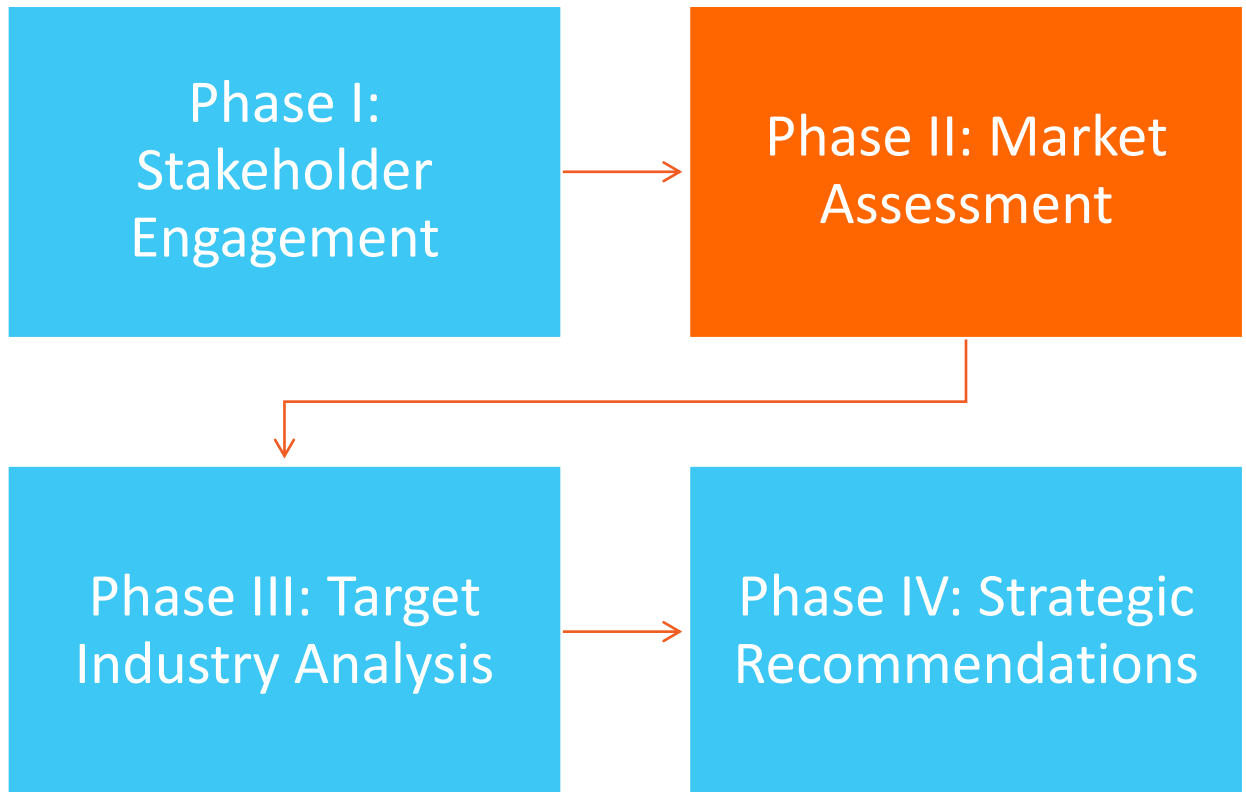 Phase I:
Stakeholder
Engagement
Phase II: Market
Assessment
Phase III: Target
Industry Analysis
Phase IV: Strategic
Recommendations